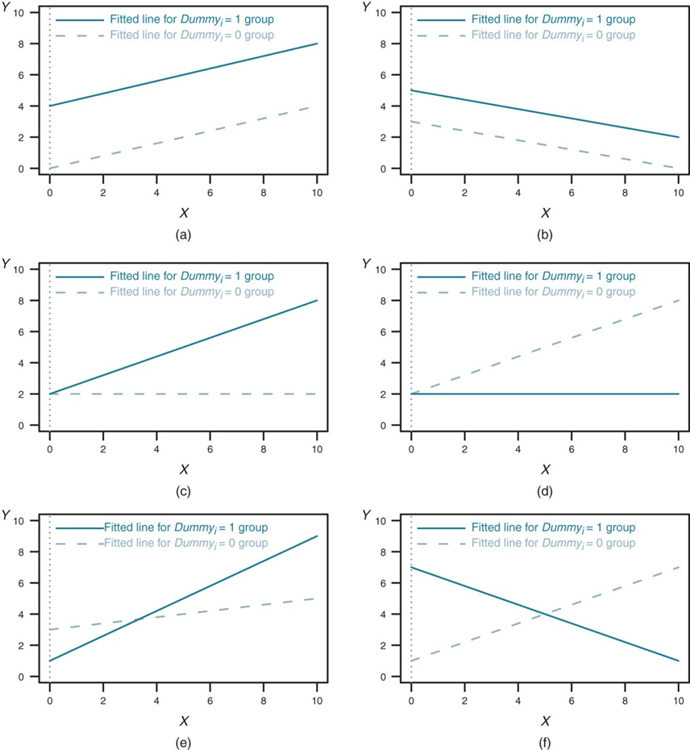 Y
10
8
6
4
2
0
Fitted line for Dummyi = 1 group
Fitted line for Dummyi = 0 group
0 2 4 6 8 10
X
(a)
Y
10
8
6
4
2
0
Fitted line for Dummyi = 1 group
Fitted line for Dummyi = 0 group
0 2 4 6 8 10
X
(b)
Y
10
8
6
4
2
0
Fitted line for Dummyi = 1 group
Fitted line for Dummyi = 0 group
0 2 4 6 8 10
X
(c)
Y
10
8
6
4
2
0
Fitted line for Dummyi = 1 group
Fitted line for Dummyi = 0 group
0 2 4 6 8 10
X
(d)
Y
10
8
6
4
2
0
Fitted line for Dummyi = 1 group
Fitted line for Dummyi = 0 group
0 2 4 6 8 10
X
(e)
Y
10
8
6
4
2
0
Fitted line for Dummyi = 1 group
Fitted line for Dummyi = 0 group
0 2 4 6 8 10
X
(f)